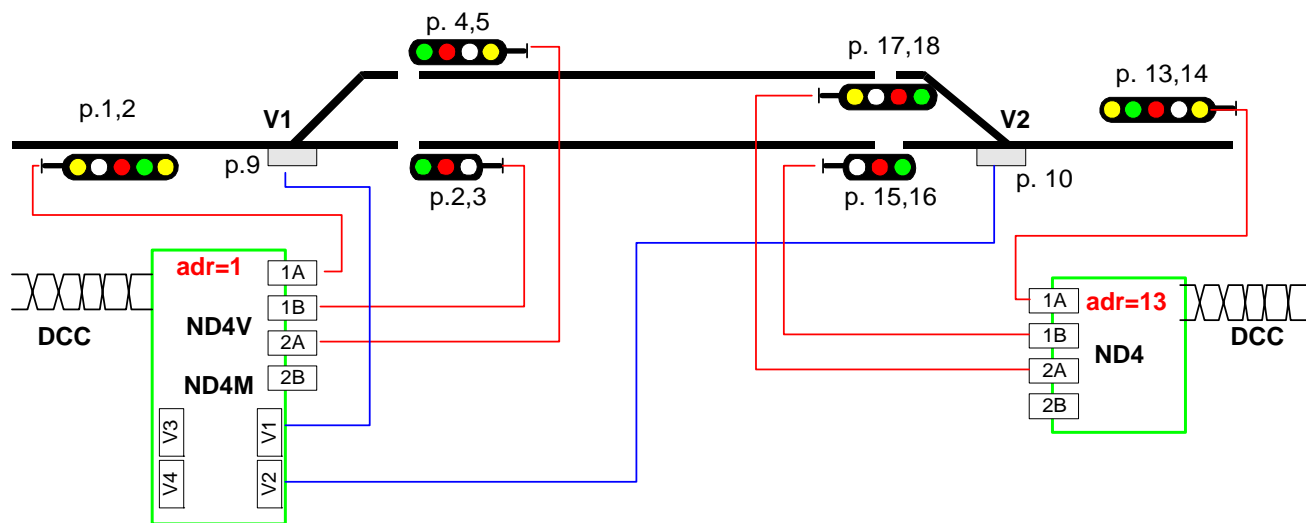 p. 4,5
p. 17,18
p. 13,14
p.1,2
V1
V2
p.9
p.2,3
p. 15,16
p. 10
adr=1
1A
1B
2A
2B
ND4V
ND4M
DCC
V3
V4
V1
V2
adr=13
1A
1B
2A
2B
ND4
DCC